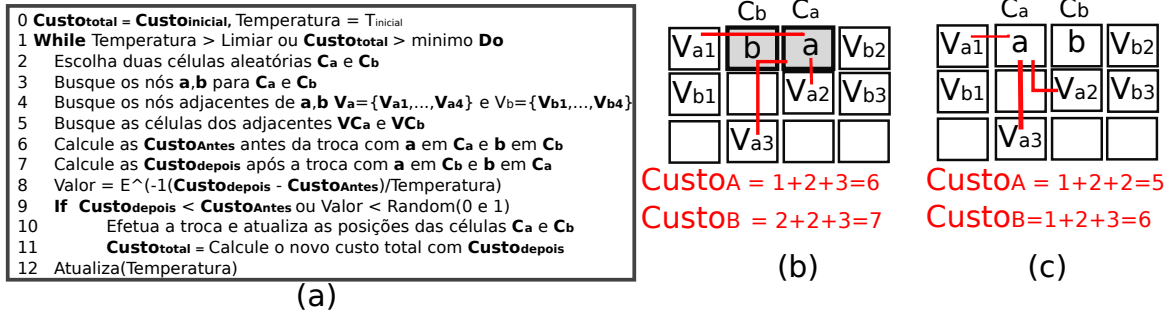 0 Custototal = Custoinicial, Temperatura = Tinicial
1 While Temperatura > Limiar ou Custototal > minimo Do
2 Escolha duas células aleatórias Ca e Cb
3 Busque os nós a,b para Ca e Cb
4 Busque os nós adjacentes de a,b Va={Va1,...,Va4} e Vb={Vb1,...,Vb4}
5 Busque as células dos adjacentes VCa e VCb
6 Calcule as CustoAntes antes da troca com a em Ca e b em Cb
7 Calcule as Custodepois após a troca com a em Cb e b em Ca
8 Valor = E^(-1(Custodepois - CustoAntes)/Temperatura)
9 If Custodepois < CustoAntes ou Valor < Random(0 e 1)
10 Efetua a troca e atualiza as posições das células Ca e Cb
11 Custototal = Calcule o novo custo total com Custodepois
12 Atualiza(Temperatura)
(a)
Cb Ca
Va1 b a Vb2
Vb1 Va2 Vb3
Va3
CustoA = 1+2+3=6
CustoB = 2+2+3=7
(b)
Ca Cb
Va1 a b Vb2
Vb1 Va2 Vb3
Va3
CustoA = 1+2+2=5
CustoB=1+2+3=6
(c)